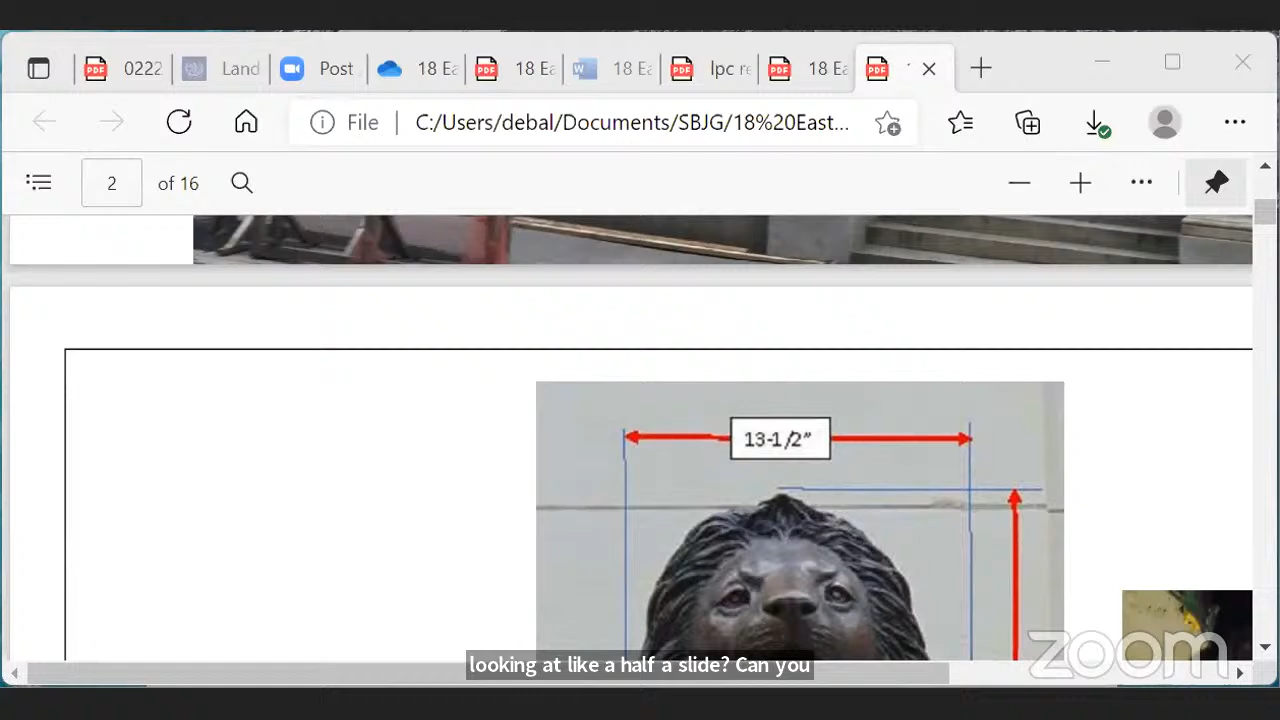 0222
Land
Post
18 Ea
18 Ea
18 Ea
lpc re
18 Ea
File
C:/Users/debal/Documents/SBJG/18%20East...
2 of 16
13-1/2"
zoom
looking at like a half a slide? Can you